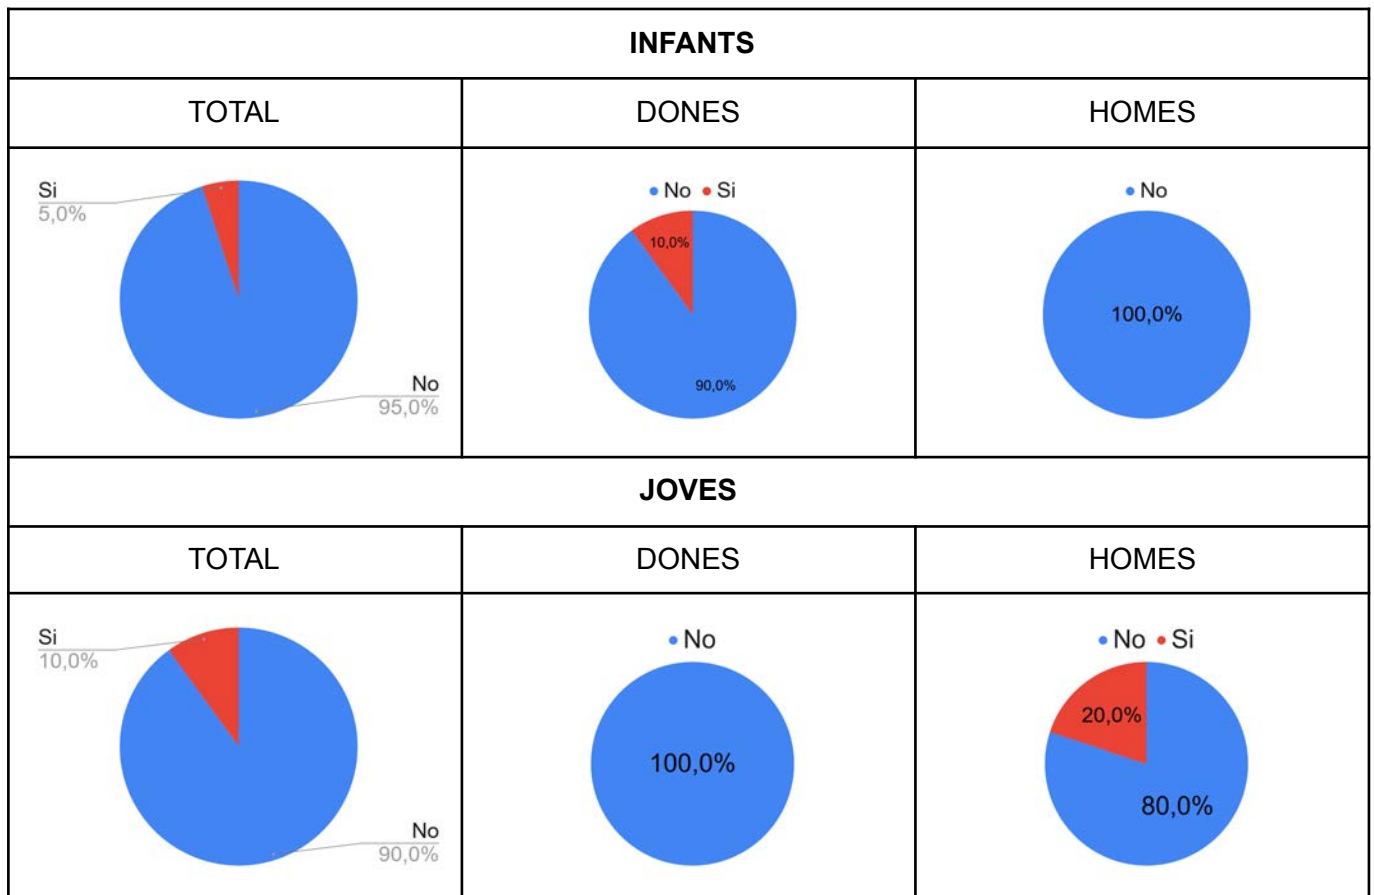 INFANTS
TOTAL
DONES
HOMES
Si
5,0%
No
95,0%
No Si
10,0%
90,0%
No
100,0%
JOVES
TOTAL
DONES
HOMES
Si
10,0%
No
90,0%
No
100,0%
No Si
20,0%
80,0%